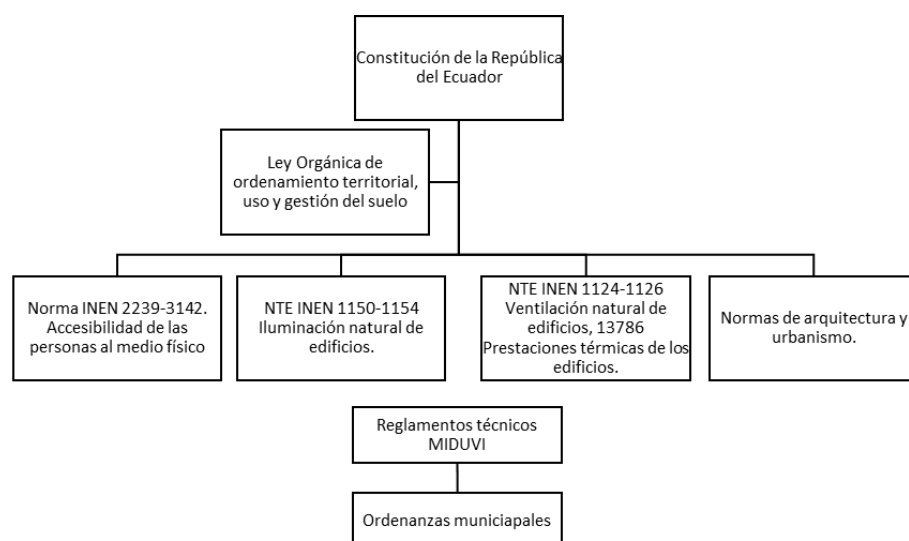 Constitución de la República
del Ecuador
Ley Orgánica de
ordenamiento territorial,
uso y gestión del suelo
Norma INEN 2239-3142.
Accesibilidad de las
personas al medio físico
NTE INEN 1150-1154
Iluminación natural de
edificios.
NTE INEN 1124-1126
Ventilación natural de
edificios, 13786
Prestaciones térmicas de los
edificios.
Normas de arquitectura y
urbanismo.
Reglamentos técnicos
MIDUVI
Ordenanzas municiapales